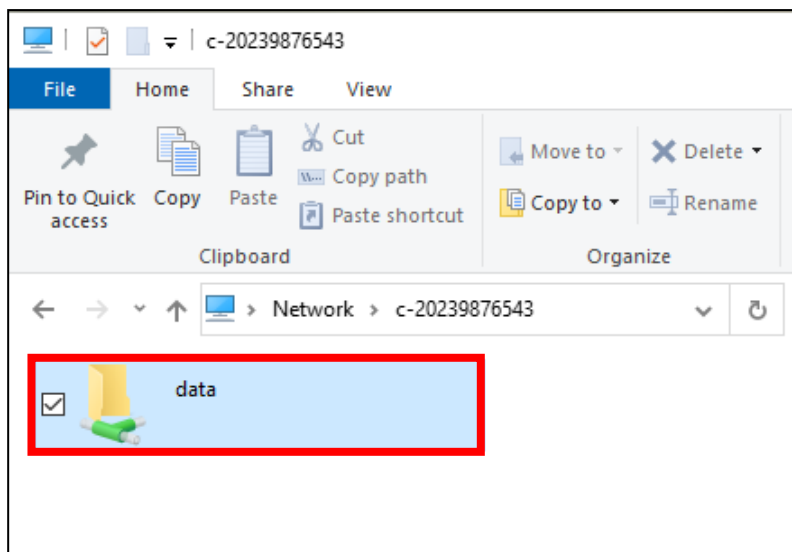 c-20239876543
File Home Share View
Pin to Quick access
Copy
Paste
Cut
Copy path
Paste shortcut
Clipboard
Move to
Copy to
Delete
Rename
Organize
Network > c-20239876543
data